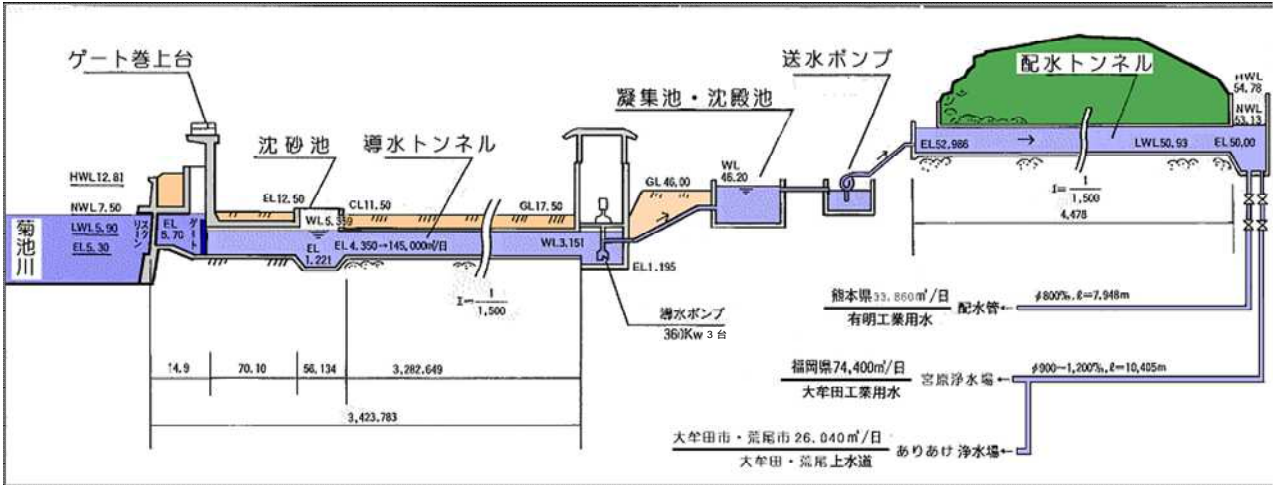 ゲート巻上台
沈砂池
導水トンネル
凝集池・沈殿池
送水ポンプ
配水トンネル
HWL
54.78
NWL
53.13
HWL12.81
NWL7.50
LWL5.90
EL5.30
菊池川
スクリーン
EL
5.70
ゲート
EL12.50
WL5.359
CL11.50
GL17.50
EL
1.221
EL4.350→145,000㎥/日
I=1/1,500
WL3.151
EL1.195
GL46.00
WL
46.20
導水ポンプ
360Kw 3台
EL52.986
→
LWL50.93
EL50.00
I=1/1,500
4,478
14.9
70.10
56,134
3,282.649
3,423.783
熊本県33.860㎥/日
有明工業用水
配水管←
φ800‰.ℓ=7.948m
福岡県74,400㎥/日
大牟田工業用水
宮原浄水場←
φ900~1,200‰,ℓ=10,405m
大牟田市・荒尾市26.040㎥/日
大牟田・荒尾上水道
ありあけ浄水場←